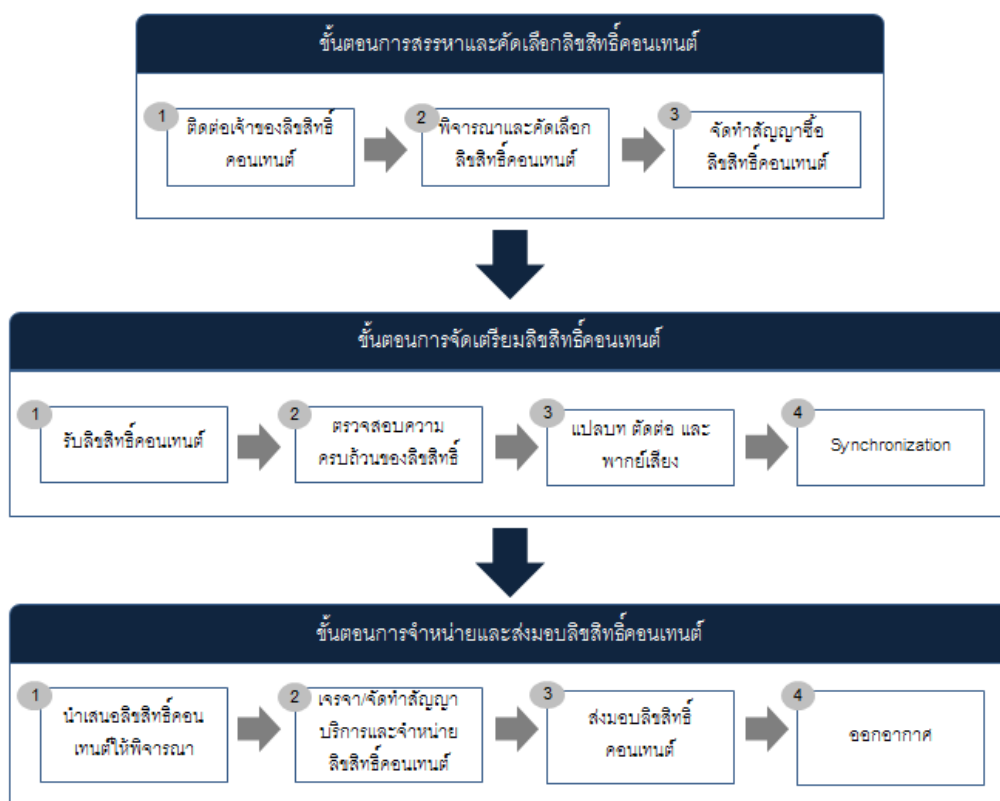 ขั้นตอนการสรรหาและคัดเลือกลิขสิทธิ์คอนเทนต์
1
ติดต่อเจ้าของลิขสิทธิ์
คอนเทนต์
2
พิจารณาและคัดเลือก
ลิขสิทธิ์คอนเทนต์
3
จัดทำสัญญาซื้อ
ลิขสิทธิ์คอนเทนต์
ขั้นตอนการจัดเตรียมลิขสิทธิ์คอนเทนต์
1
รับลิขสิทธิ์คอนเทนต์
2
ตรวจสอบความ
ครบถ้วนของลิขสิทธิ์
3
แปลบท ตัดต่อ และ
พากย์เสียง
4
Synchronization
ขั้นตอนการจำหน่ายและส่งมอบลิขสิทธิ์คอนเทนต์
1
นำเสนอลิขสิทธิ์คอน
เทนต์ให้พิจารณา
2
เจรจา/จัดทำสัญญา
บริการและจำหน่าย
ลิขสิทธิ์คอนเทนต์
3
ส่งมอบลิขสิทธิ์
คอนเทนต์
4
ออกอากาศ